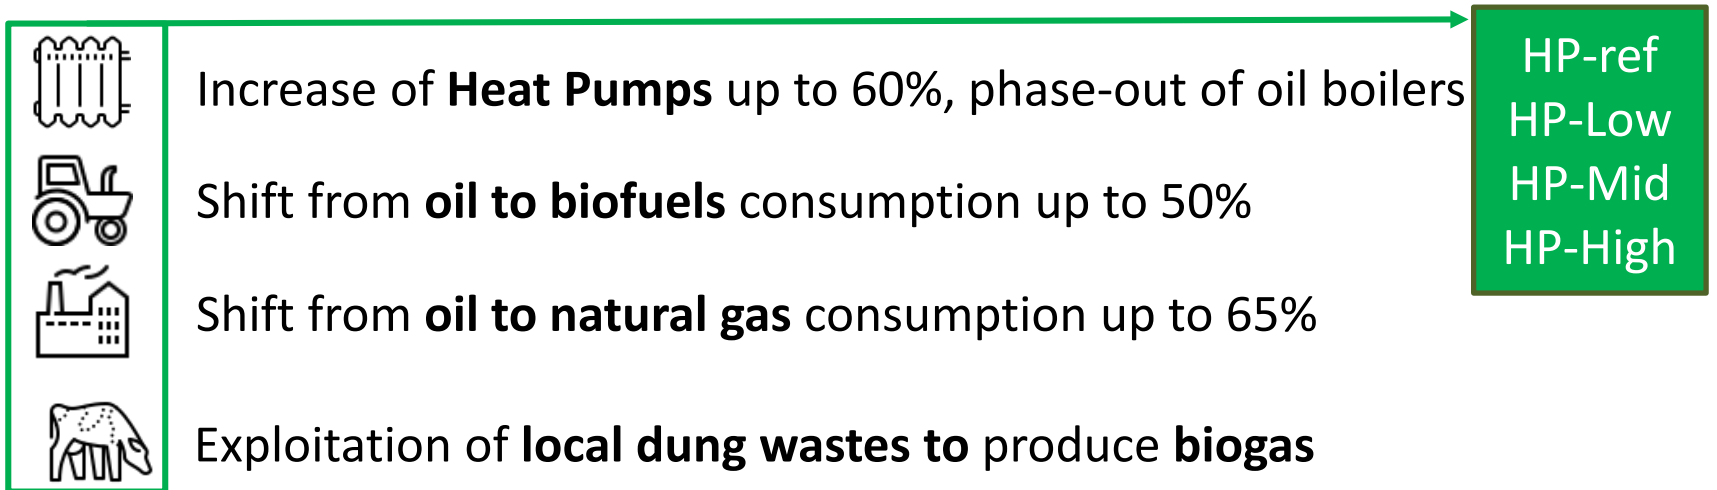 Increase of Heat Pumps up to 60%, phase-out of oil boilers
Shift from oil to biofuels consumption up to 50%
Shift from oil to natural gas consumption up to 65%
Exploitation of local dung wastes to produce biogas
HP-ref
HP-Low
HP-Mid
HP-High